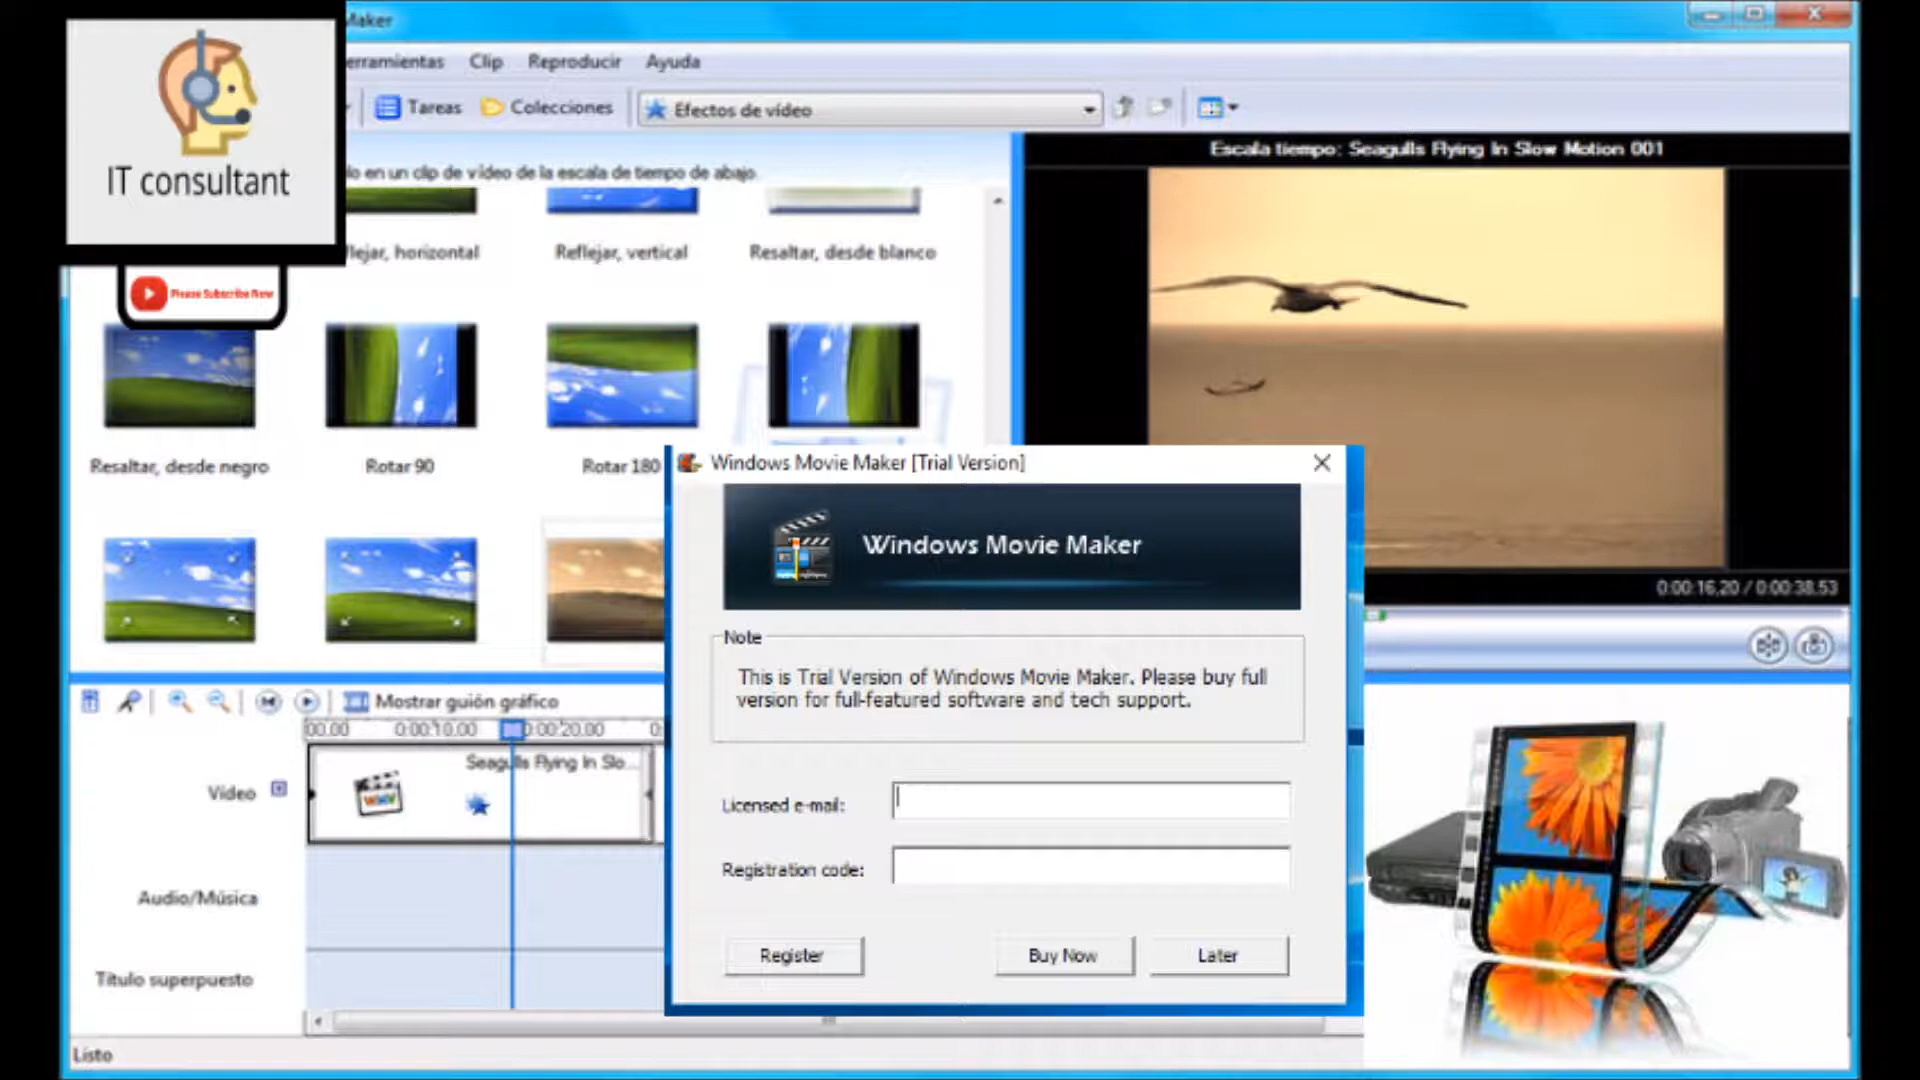 Maker
erramientas Clip Reproducir Ayuda
Tareas Colecciones Efectos de vídeo
IT consultant
Please Subscribe Now
lo en un clip de vídeo de la escala de tiempo de abajo.
flejar, horizontal Reflejar, vertical Resaltar, desde blanco
Resaltar, desde negro Rotar 90 Rotar 180
Escala tiempo: Seagulls Flying In Slow Motion 001
0:00:16,20 / 0:00:38,53
Windows Movie Maker [Trial Version]
Windows Movie Maker
Note
This is Trial Version of Windows Movie Maker. Please buy full
version for full-featured software and tech support.
Licensed e-mail:
Registration code:
Register Buy Now Later
Mostrar guión gráfico
00.00 0:00:10.00 0:00:20.00 0:
Vídeo Seagulls Flying In Slo...
Audio/Música
Título superpuesto
Listo